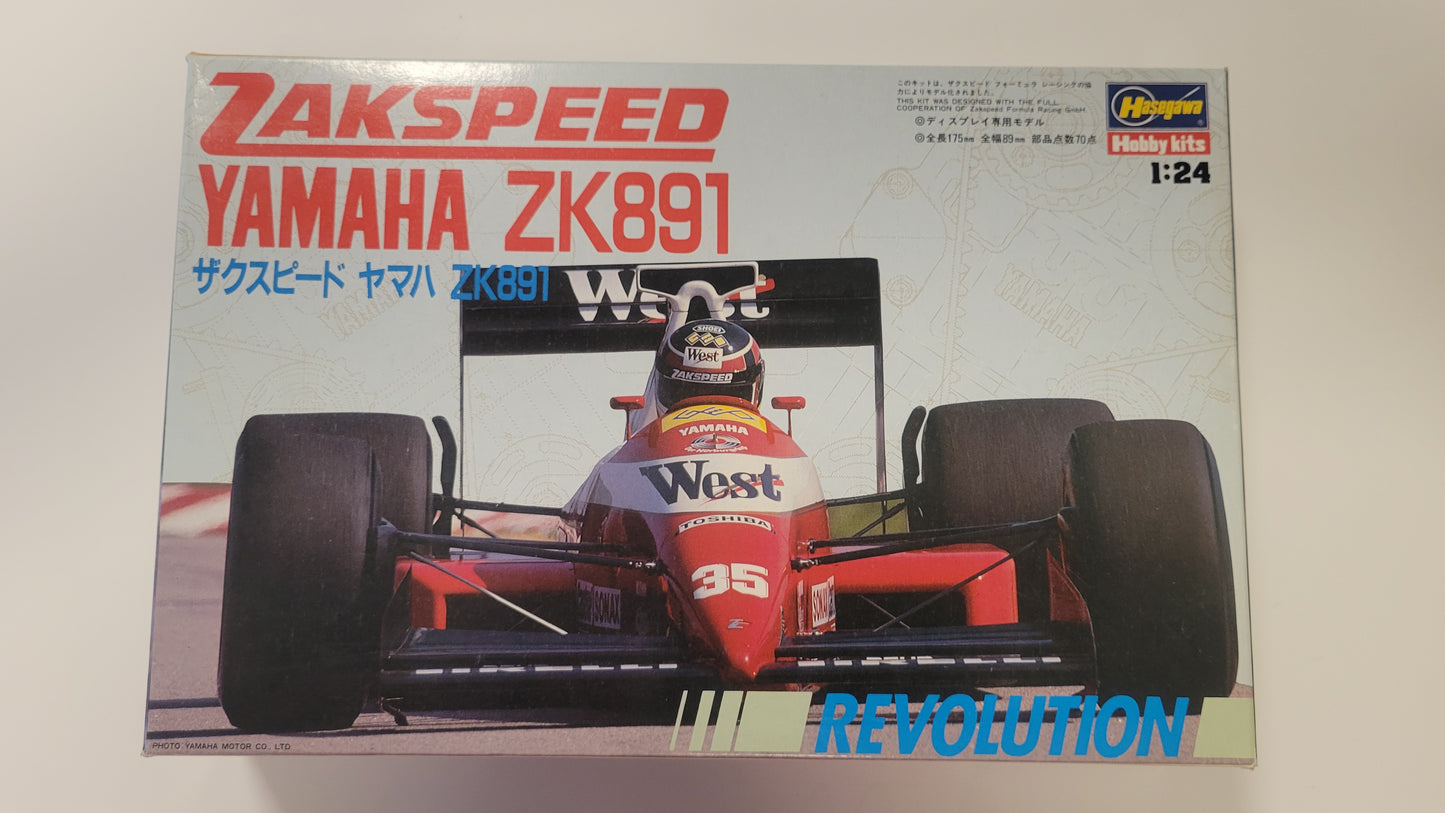 ZAKSPEED
YAMAHA ZK891
ザクスピード ヤマハ ZK891
このキットは、ザクスピード フォーミュラ レーシングの協
力によりモデル化されました。
THIS KIT WAS DESIGNED WITH THE FULL
COOPERATION OF Zakspeed Formula Racing GmbH.
◎ディスプレイ専用モデル
◎全長175mm 全幅89mm 部品点数70点
Hasegawa
Hobby kits
1:24
West
SHOEI
West
ZAKSPEED
YAMAHA
YAMAHA
YAMAHA
West
TOSHIBA
35
SONAX
PIRELLI
REVOLUTION
PHOTO: YAMAHA MOTOR CO., LTD